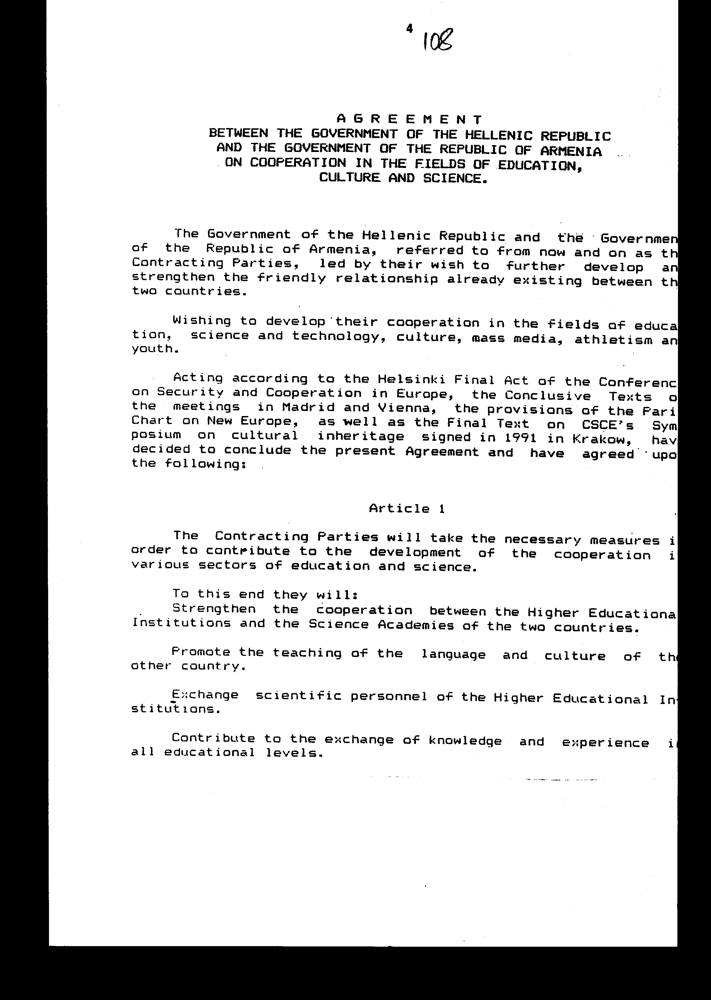 4
108
A G R E E M E N T
BETWEEN THE GOVERNMENT OF THE HELLENIC REPUBLIC
AND THE GOVERNMENT OF THE REPUBLIC OF ARMENIA
ON COOPERATION IN THE FIELDS OF EDUCATION,
CULTURE AND SCIENCE.
The Government of the Hellenic Republic and the Governmen
of the Republic of Armenia, referred to from now and on as th
Contracting Parties, led by their wish to further develop an
strengthen the friendly relationship already existing between th
two countries.
Wishing to develop their cooperation in the fields of educa
tion, science and technology, culture, mass media, athletism an
youth.
Acting according to the Helsinki Final Act of the Conferenc
on Security and Cooperation in Europe, the Conclusive Texts o
the meetings in Madrid and Vienna, the provisions of the Pari
Chart on New Europe, as well as the Final Text on CSCE's Sym
posium on cultural inheritage signed in 1991 in Krakow, hav
decided to conclude the present Agreement and have agreed upo
the following:
Article 1
The Contracting Parties will take the necessary measures i
order to contribute to the development of the cooperation i
various sectors of education and science.
To this end they will:
Strengthen the cooperation between the Higher Educationa
Institutions and the Science Academies of the two countries.
Promote the teaching of the language and culture of the
other country.
Exchange scientific personnel of the Higher Educational In-
stitutions.
Contribute to the exchange of knowledge and experience i
all educational levels.